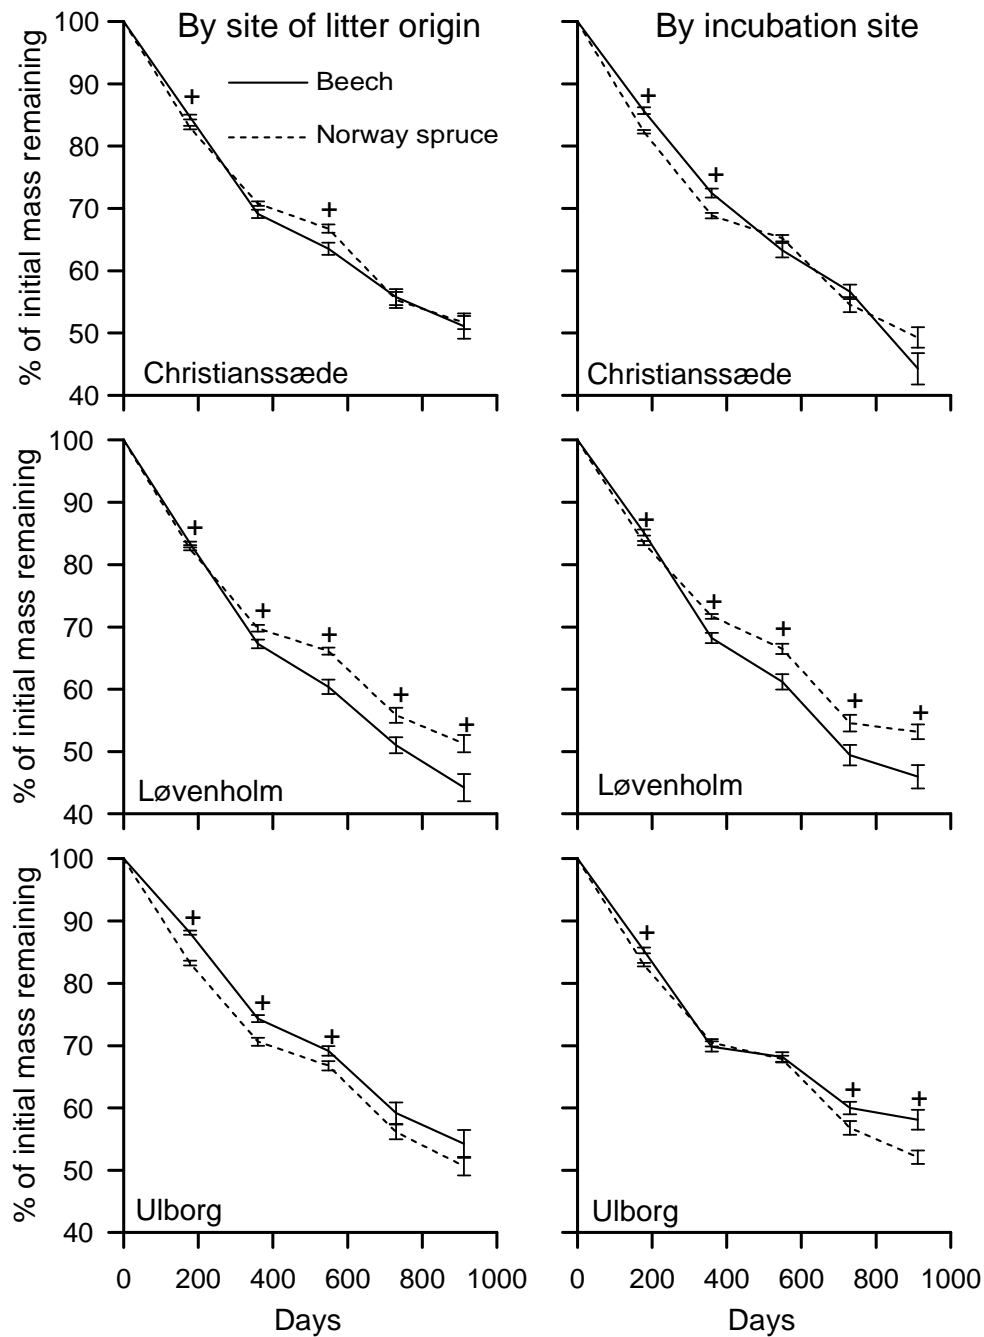 By site of litter origin
By incubation site
Beech
Norway spruce
% of initial mass remaining
100
90
80
70
60
50
40
+
+
+
+
Christianssæde
Christianssæde
% of initial mass remaining
100
90
80
70
60
50
40
+
+
+
+
+
+
+
+
+
+
Løvenholm
Løvenholm
% of initial mass remaining
100
90
80
70
60
50
40
+
+
+
+
+
+
Ulborg
Ulborg
0 200 400 600 800 1000
0 200 400 600 800 1000
Days
Days